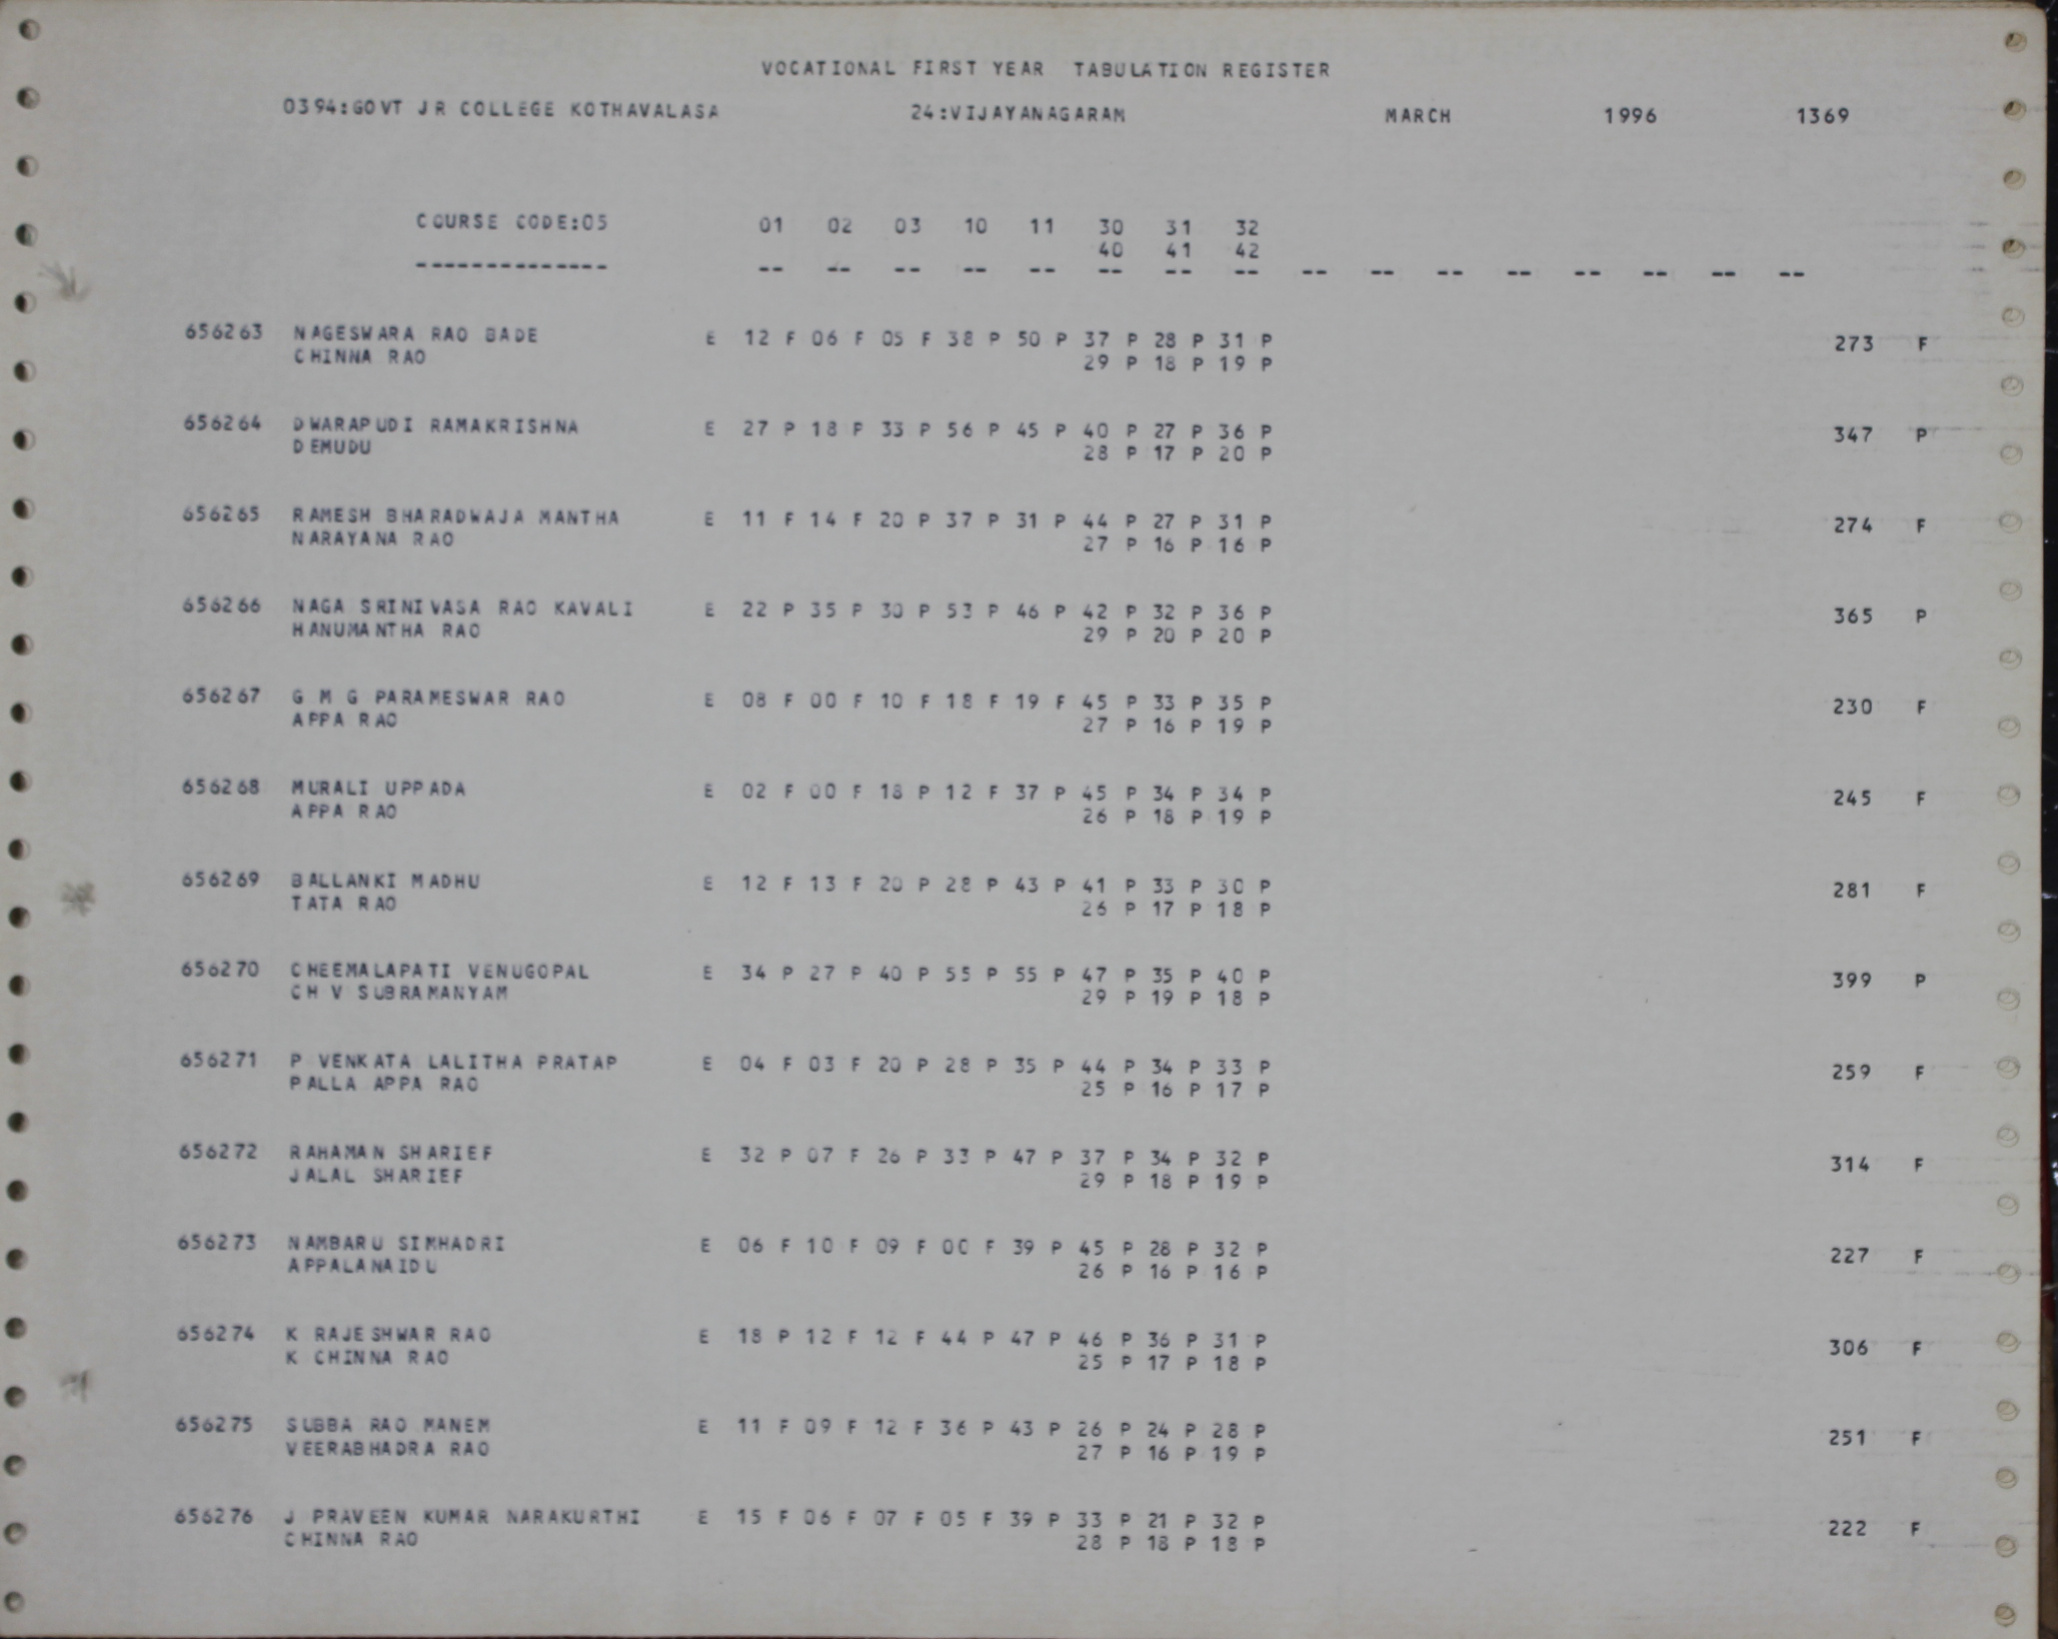 VOCATIONAL FIRST YEAR TABULATION REGISTER
0394:GOVT JR COLLEGE KOTHAVALASA 24:VIJAYANAGARAM MARCH 1996 1369
COURSE CODE:05 01 02 03 10 11 30 31 32
40 41 42
-------------- -- -- -- -- -- -- -- -- -- -- -- -- -- -- -- --
656263 NAGESWARA RAO BADE E 12 F 06 F 05 F 38 P 50 P 37 P 28 P 31 P 273 F
CHINNA RAO 29 P 18 P 19 P
656264 DWARAPUDI RAMAKRISHNA E 27 P 18 P 33 P 56 P 45 P 40 P 27 P 36 P 347 P
DEMUDU 28 P 17 P 20 P
656265 RAMESH BHARADWAJA MANTHA E 11 F 14 F 20 P 37 P 31 P 44 P 27 P 31 P 274 F
NARAYANA RAO 27 P 16 P 16 P
656266 NAGA SRINIVASA RAO KAVALI E 22 P 35 P 30 P 53 P 46 P 42 P 32 P 36 P 365 P
HANUMANTHA RAO 29 P 20 P 20 P
656267 G M G PARAMESWAR RAO E 08 F 00 F 10 F 18 F 19 F 45 P 33 P 35 P 230 F
APPA RAO 27 P 16 P 19 P
656268 MURALI UPPADA E 02 F 00 F 18 P 12 F 37 P 45 P 34 P 34 P 245 F
APPA RAO 26 P 18 P 19 P
656269 BALLANKI MADHU E 12 F 13 F 20 P 28 P 43 P 41 P 33 P 30 P 281 F
TATA RAO 26 P 17 P 18 P
656270 CHEEMALAPATI VENUGOPAL E 34 P 27 P 40 P 55 P 55 P 47 P 35 P 40 P 399 P
CH V SUBRAMANYAM 29 P 19 P 18 P
656271 P VENKATA LALITHA PRATAP E 04 F 03 F 20 P 28 P 35 P 44 P 34 P 33 P 259 F
PALLA APPA RAO 25 P 16 P 17 P
656272 RAHAMAN SHARIEF E 32 P 07 F 26 P 33 P 47 P 37 P 34 P 32 P 314 F
JALAL SHARIEF 29 P 18 P 19 P
656273 NAMBARU SIMHADRI E 06 F 10 F 09 F 00 F 39 P 45 P 28 P 32 P 227 F
APPALANAIDU 26 P 16 P 16 P
656274 K RAJESHWAR RAO E 18 P 12 F 12 F 44 P 47 P 46 P 36 P 31 P 306 F
K CHINNA RAO 25 P 17 P 18 P
656275 SUBBA RAO MANEM E 11 F 09 F 12 F 36 P 43 P 26 P 24 P 28 P 251 F
VEERABHADRA RAO 27 P 16 P 19 P
656276 J PRAVEEN KUMAR NARAKURTHI E 15 F 06 F 07 F 05 F 39 P 33 P 21 P 32 P 222 F
CHINNA RAO 28 P 18 P 18 P